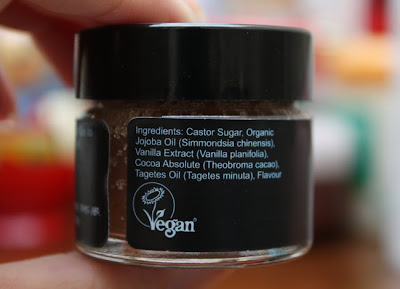 Ingredients: Castor Sugar, Organic
Jojoba Oil (Simmondsia chinensis),
Vanilla Extract (Vanilla planifolia),
Cocoa Absolute (Theobroma cacao),
Tagetes Oil (Tagetes minuta), Flavour
Vegan